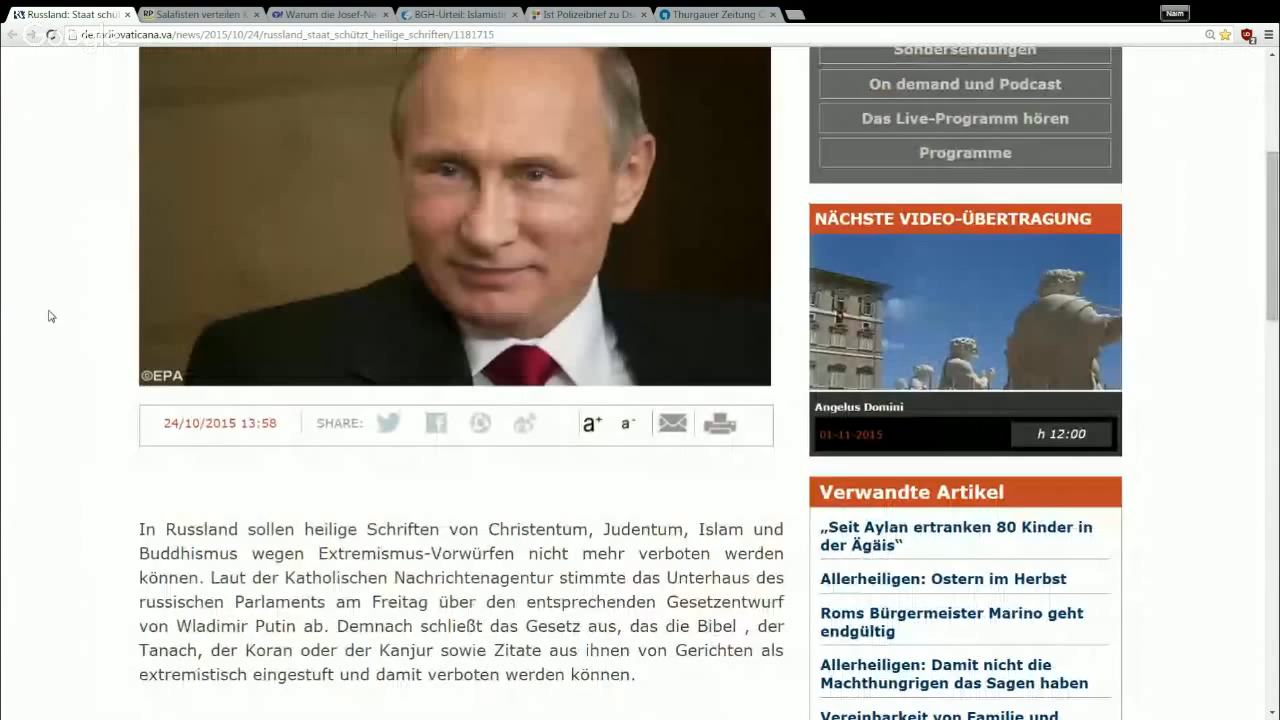 Russland: Staat schü
Salafisten verteilen K
Warum die Josef-Ne
BGH-Urteil: Islamisti
Ist Polizeibrief zu Dsc
Thurgauer Zeitung C
Naim
Google
vaticana.va/news/2015/10/24/russland_staat_schützt_heilige_schriften/1181715
Sondersendungen
On demand und Podcast
Das Live-Programm hören
Programme
©EPA
24/10/2015 13:58
SHARE:
a+
a-
NÄCHSTE VIDEO-ÜBERTRAGUNG
Angelus Domini
01-11-2015
h 12:00
In Russland sollen heilige Schriften von Christentum, Judentum, Islam und
Buddhismus wegen Extremismus-Vorwürfen nicht mehr verboten werden
können. Laut der Katholischen Nachrichtenagentur stimmte das Unterhaus des
russischen Parlaments am Freitag über den entsprechenden Gesetzentwurf
von Wladimir Putin ab. Demnach schließt das Gesetz aus, das die Bibel , der
Tanach, der Koran oder der Kanjur sowie Zitate aus ihnen von Gerichten als
extremistisch eingestuft und damit verboten werden können.
Verwandte Artikel
„Seit Aylan ertranken 80 Kinder in
der Ägäis“
Allerheiligen: Ostern im Herbst
Roms Bürgermeister Marino geht
endgültig
Allerheiligen: Damit nicht die
Machthungrigen das Sagen haben
Vereinbarkeit von Familie und